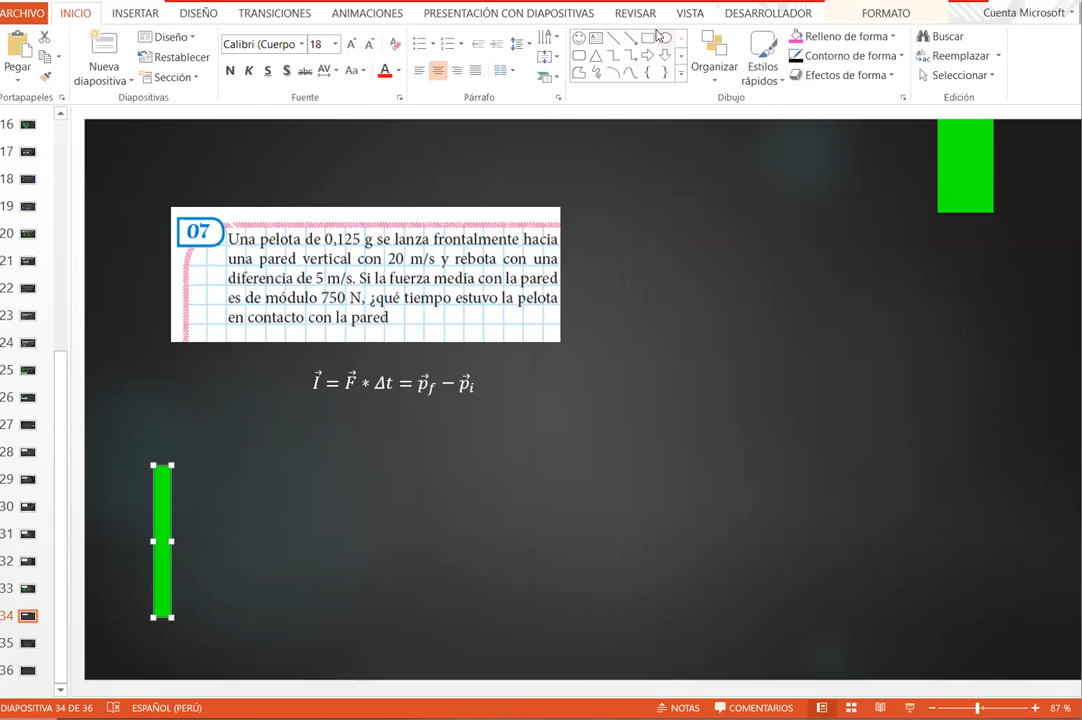 ARCHIVO INICIO INSERTAR DISEÑO TRANSICIONES ANIMACIONES PRESENTACIÓN CON DIAPOSITIVAS REVISAR VISTA DESARROLLADOR FORMATO Cuenta Microsoft
Pegar
Nueva
diapositiva
Diseño
Restablecer
Sección
Calibri (Cuerpo 18 A A
N K S S abc AV Aa A
Organizar
Estilos
rápidos
Relleno de forma
Contorno de forma
Efectos de forma
Buscar
Reemplazar
Seleccionar
Portapapeles Diapositivas Fuente Párrafo Dibujo Edición
16
17
18
19
20
21
22
23
24
25
26
27
28
29
30
31
32
33
34
35
36
07
Una pelota de 0,125 g se lanza frontalmente hacia
una pared vertical con 20 m/s y rebota con una
diferencia de 5 m/s. Si la fuerza media con la pared
es de módulo 750 N, ¿qué tiempo estuvo la pelota
en contacto con la pared
I⃗ = F⃗ ∗ Δt = p⃗_f − p⃗_i
DIAPOSITIVA 34 DE 36 ESPAÑOL (PERÚ) NOTAS COMENTARIOS 87 %